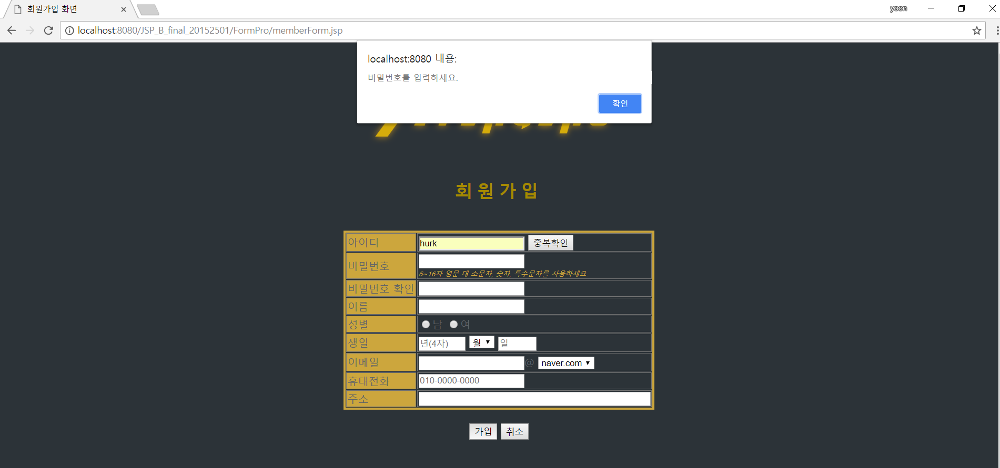 회원가입 화면
yoon
localhost:8080/JSP_B_final_20152501/FormPro/memberForm.jsp
localhost:8080 내용:
비밀번호를 입력하세요.
확인
회 원 가 입
아이디 hurk 중복확인
비밀번호
6~16자 영문 대 소문자, 숫자, 특수문자를 사용하세요.
비밀번호 확인
이름
성별 남 여
생일 년(4자) 월 일
이메일 @ naver.com
휴대전화 010-0000-0000
주소
가입 취소